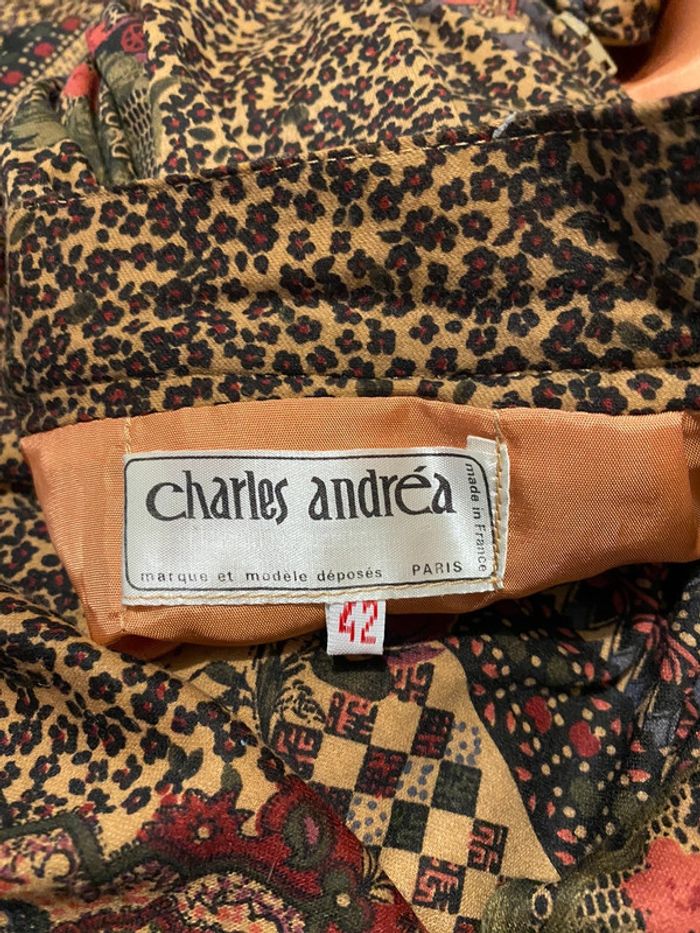 charles andréa
made in France
marque et modèle déposés PARIS
42